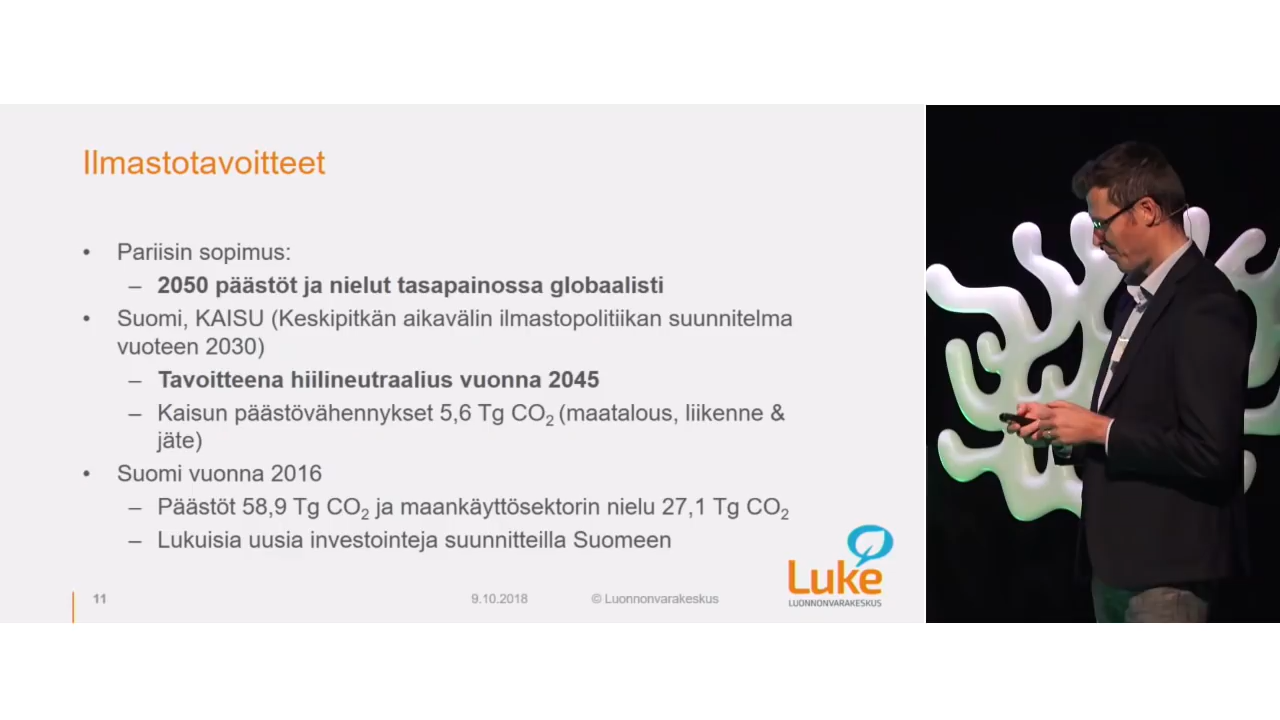 Ilmastotavoitteet
• Pariisin sopimus:
– 2050 päästöt ja nielut tasapainossa globaalisti
• Suomi, KAISU (Keskipitkän aikavälin ilmastopolitiikan suunnitelma
vuoteen 2030)
– Tavoitteena hiilineutraalius vuonna 2045
– Kaisun päästövähennykset 5,6 Tg CO₂ (maatalous, liikenne &
jäte)
• Suomi vuonna 2016
– Päästöt 58,9 Tg CO₂ ja maankäyttösektorin nielu 27,1 Tg CO₂
– Lukuisia uusia investointeja suunnitteilla Suomeen
Luke
LUONNONVARAKESKUS
11 9.10.2018 © Luonnonvarakeskus